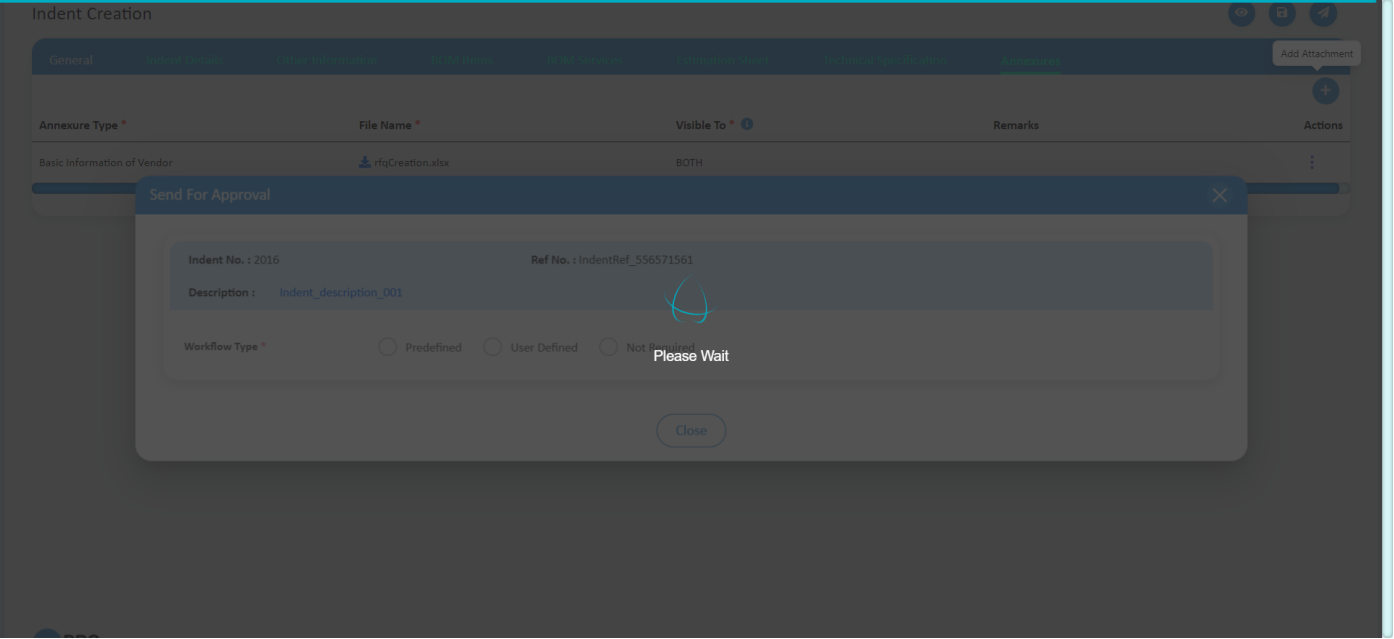 Indent Creation
Add Attachment
General Indent Details Other Information BOM Items BOM Services Estimation Sheet Technical Specification Annexures
Annexure Type * File Name * Visible To * Remarks Actions
Basic Information of Vendor rfqCreation.xlsx BOTH
Send For Approval
Indent No. : 2016 Ref No. : IndentRef_556571561
Description : Indent_description_001
Workflow Type * Predefined User Defined Not Required
Please Wait
Close